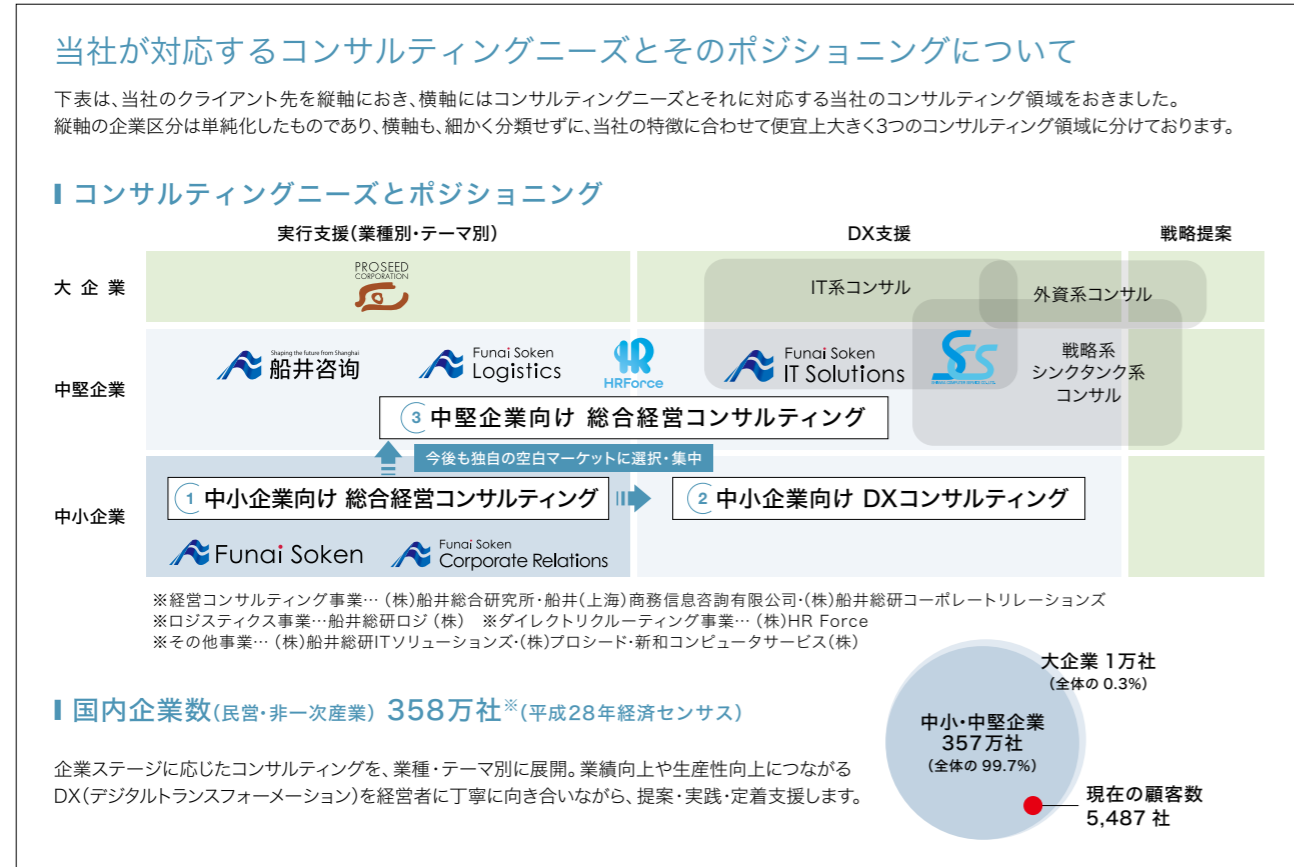 当社が対応するコンサルティングニーズとそのポジショニングについて
下表は、当社のクライアント先を縦軸におき、横軸にはコンサルティングニーズとそれに対応する当社のコンサルティング領域をおきました。
縦軸の企業区分は単純化したものであり、横軸も、細かく分類せずに、当社の特徴に合わせて便宜上大きく3つのコンサルティング領域に分けております。
コンサルティングニーズとポジショニング
実行支援(業種別・テーマ別)
DX支援
戦略提案
大企業
PROSEED
CORPORATION
IT系コンサル
外資系コンサル
中堅企業
Shaping the future from Shanghai
船井咨询
Funai Soken
Logistics
HRForce
Funai Soken
IT Solutions
SCS
戦略系
シンクタンク系
コンサル
3 中堅企業向け 総合経営コンサルティング
今後も独自の空白マーケットに選択・集中
中小企業
1 中小企業向け 総合経営コンサルティング
2 中小企業向け DXコンサルティング
Funai Soken
Funai Soken
Corporate Relations
※経営コンサルティング事業… (株)船井総合研究所・船井(上海)商務信息咨詢有限公司・(株)船井総研コーポレートリレーションズ
※ロジスティクス事業…船井総研ロジ(株) ※ダイレクトリクルーティング事業… (株)HR Force
※その他事業… (株)船井総研ITソリューションズ・(株)プロシード・新和コンピュータサービス(株)
国内企業数(民営・非一次産業) 358万社※(平成28年経済センサス)
企業ステージに応じたコンサルティングを、業種・テーマ別に展開。業績向上や生産性向上につながる
DX(デジタルトランスフォーメーション)を経営者に丁寧に向き合いながら、提案・実践・定着支援します。
大企業 1万社
(全体の 0.3%)
中小・中堅企業
357万社
(全体の 99.7%)
現在の顧客数
5,487 社